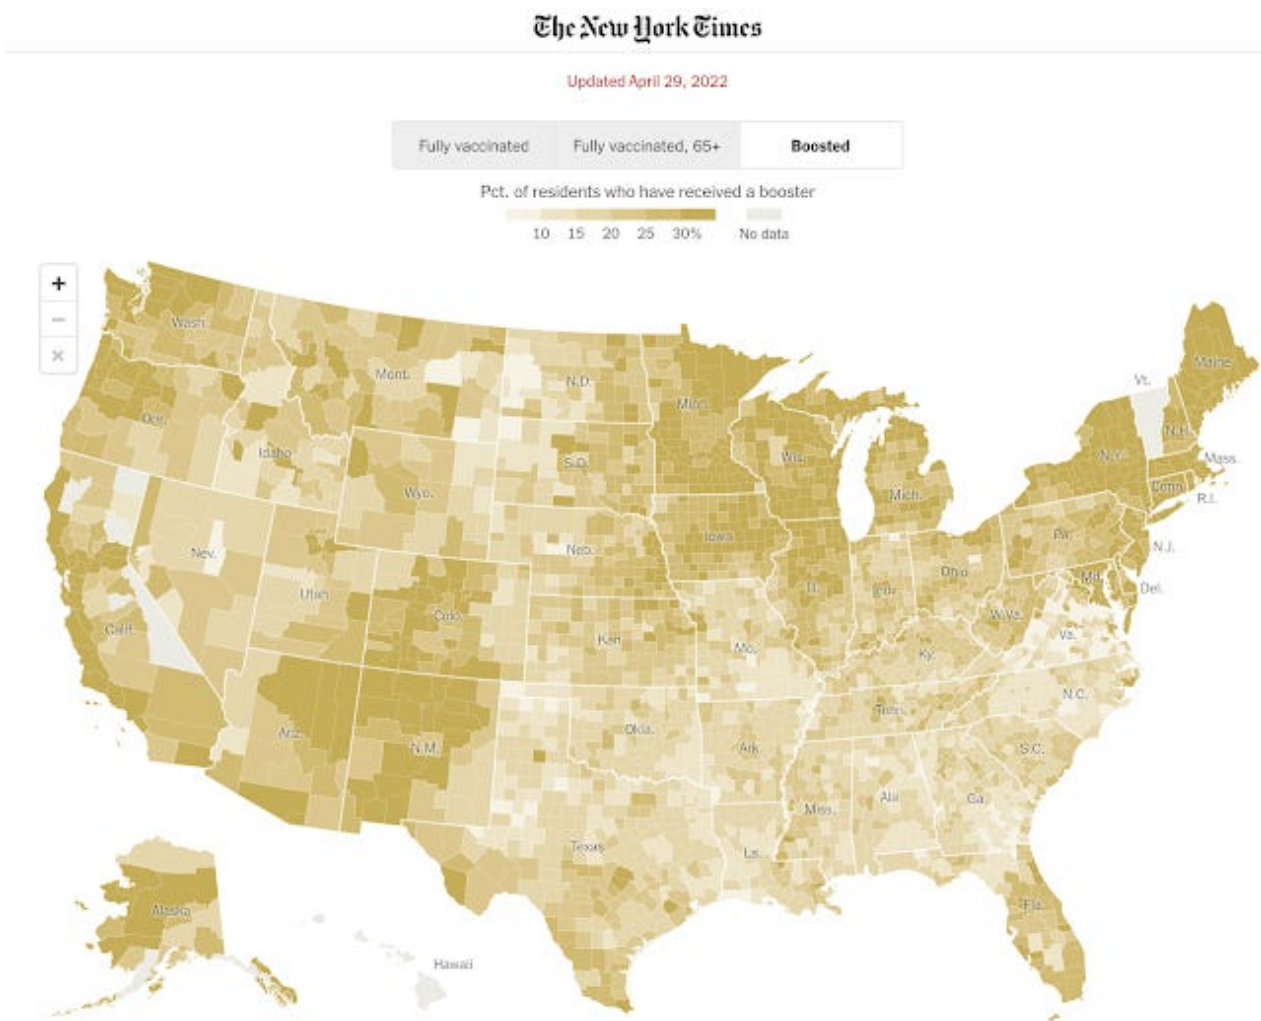 The New York Times
Updated April 29, 2022
Fully vaccinated Fully vaccinated, 65+ Boosted
Pct. of residents who have received a booster
10 15 20 25 30% No data
+
−
×
Wash.
Mont.
N.D.
Minn.
Maine
Vt.
Ore.
Idaho
S.D.
Wis.
N.Y.
N.H.
Mass.
Wyo.
Mich.
Conn.
R.I.
Nev.
Neb.
Iowa
Pa.
N.J.
Utah
Colo.
Ill.
Ind.
Ohio
Md.
Del.
Calif.
Kan.
Mo.
Ky.
W.Va.
Va.
Ariz.
N.M.
Okla.
Ark.
Tenn.
N.C.
S.C.
Texas
La.
Miss.
Ala.
Ga.
Alaska
Hawaii
Fla.